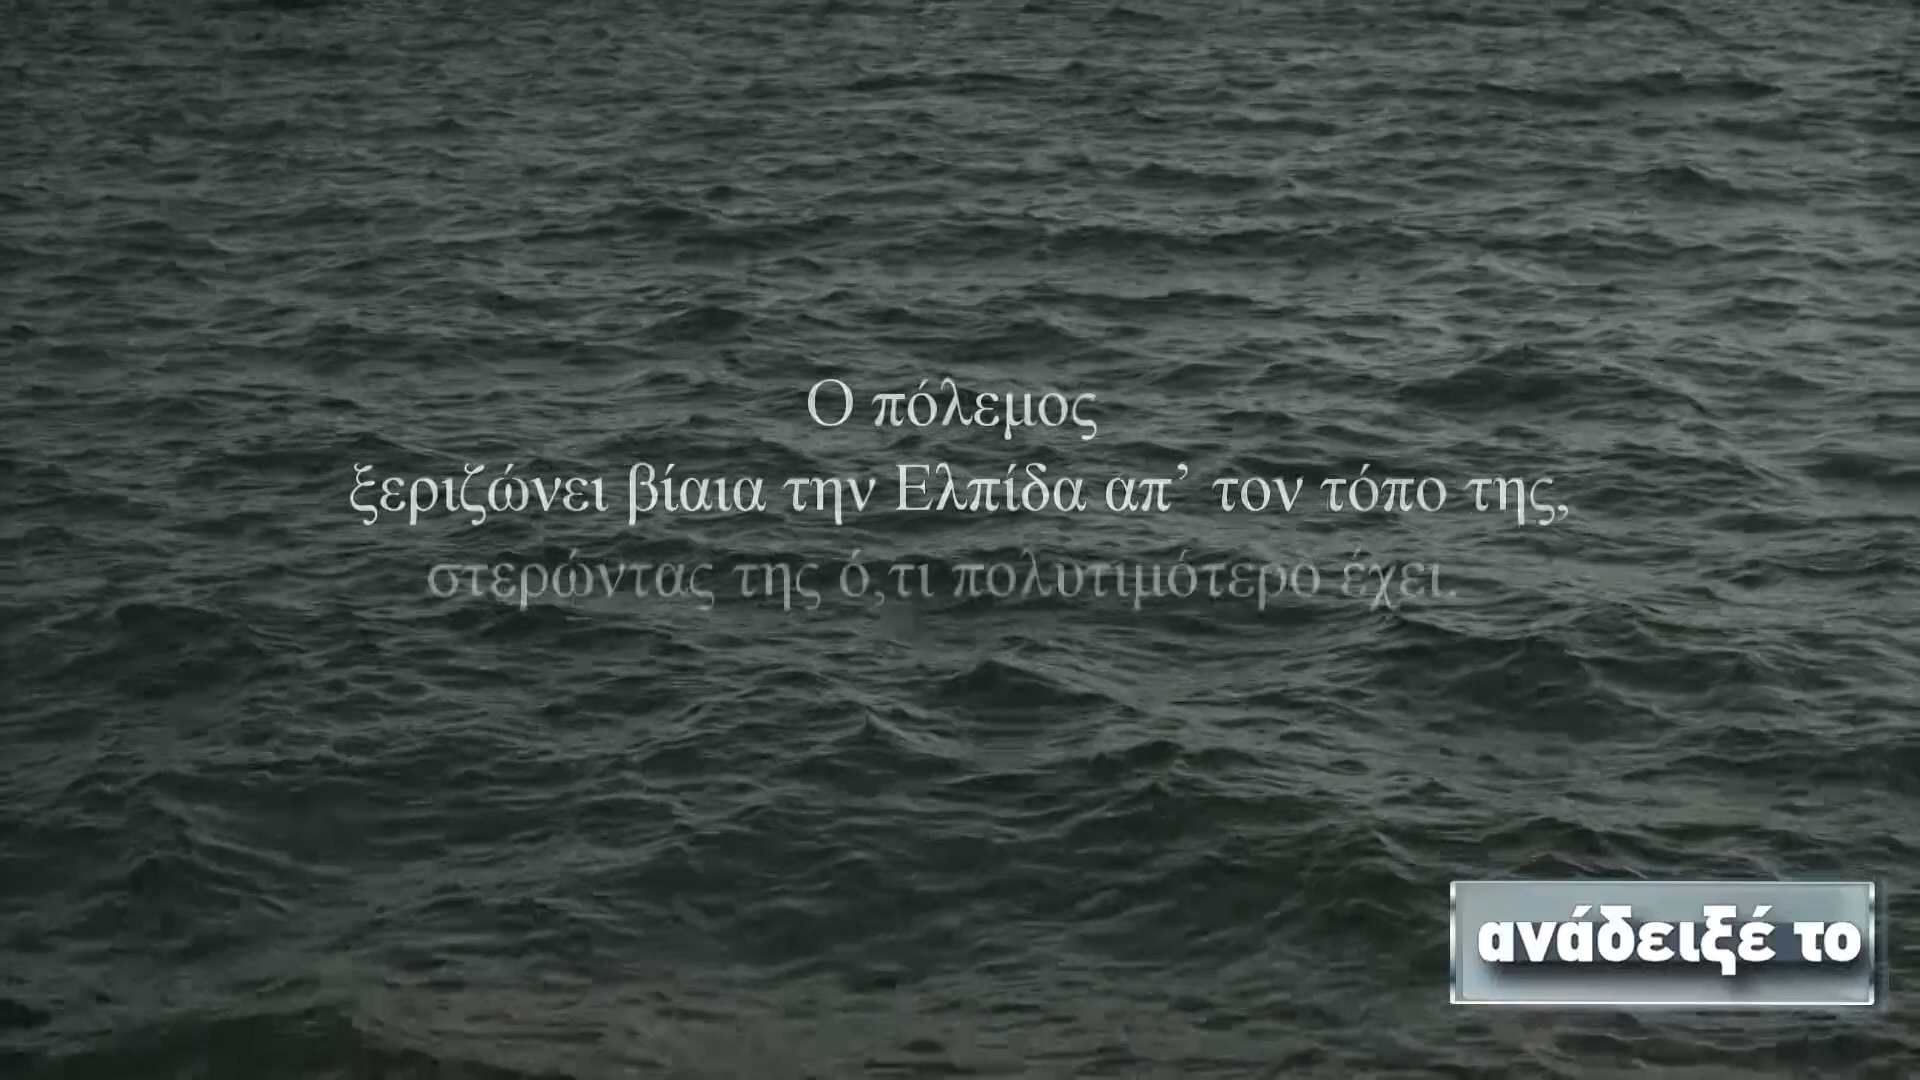 Ο πόλεμος
ξεριζώνει βίαια την Ελπίδα απ’ τον τόπο της,
στερώντας της ό,τι πολυτιμότερο έχει.
ανάδειξέ το